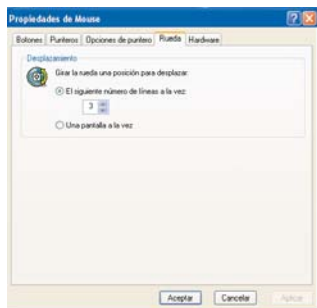 Propiedades de Mouse
Botones Punteros Opciones de puntero Rueda Hardware
Desplazamiento
Girar la rueda una posición para desplazar:
El siguiente número de líneas a la vez:
3
Una pantalla a la vez
Aceptar Cancelar Aplicar